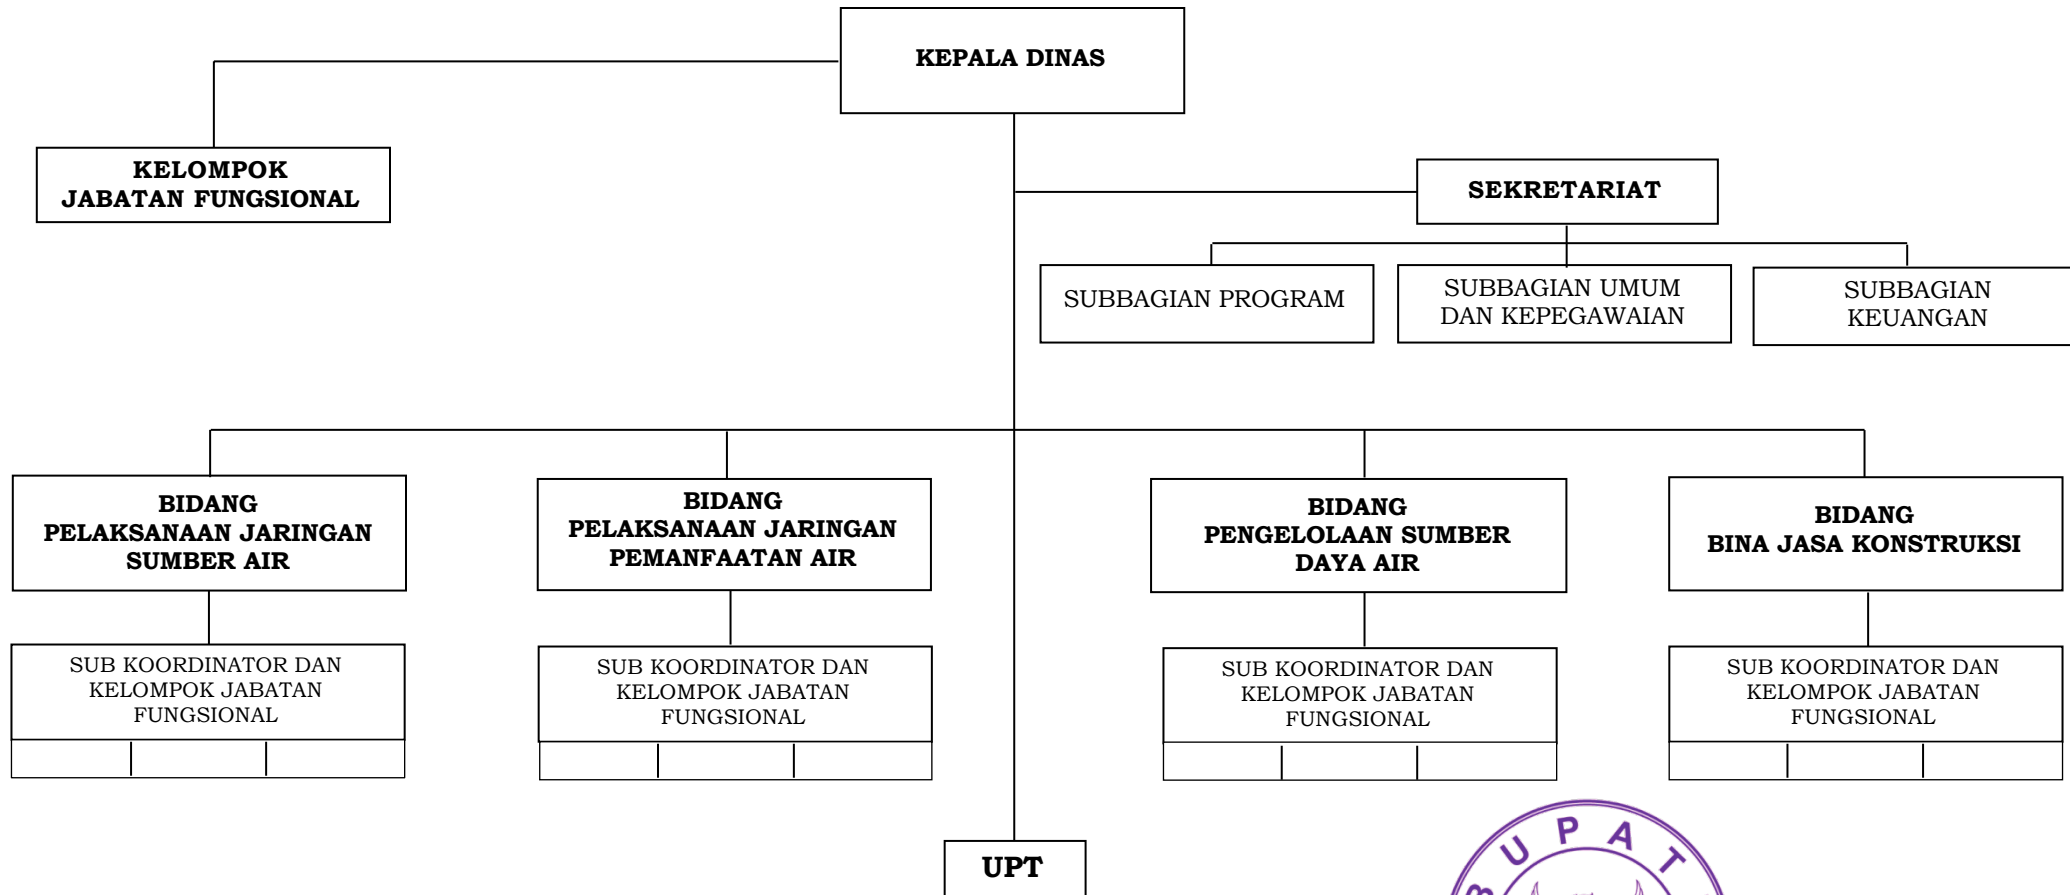 KEPALA DINAS
KELOMPOK
JABATAN FUNGSIONAL
SEKRETARIAT
SUBBAGIAN PROGRAM
SUBBAGIAN UMUM
DAN KEPEGAWAIAN
SUBBAGIAN
KEUANGAN
BIDANG
PELAKSANAAN JARINGAN
SUMBER AIR
BIDANG
PELAKSANAAN JARINGAN
PEMANFAATAN AIR
BIDANG
PENGELOLAAN SUMBER
DAYA AIR
BIDANG
BINA JASA KONSTRUKSI
SUB KOORDINATOR DAN
KELOMPOK JABATAN
FUNGSIONAL
SUB KOORDINATOR DAN
KELOMPOK JABATAN
FUNGSIONAL
SUB KOORDINATOR DAN
KELOMPOK JABATAN
FUNGSIONAL
SUB KOORDINATOR DAN
KELOMPOK JABATAN
FUNGSIONAL
UPT
BUPAT